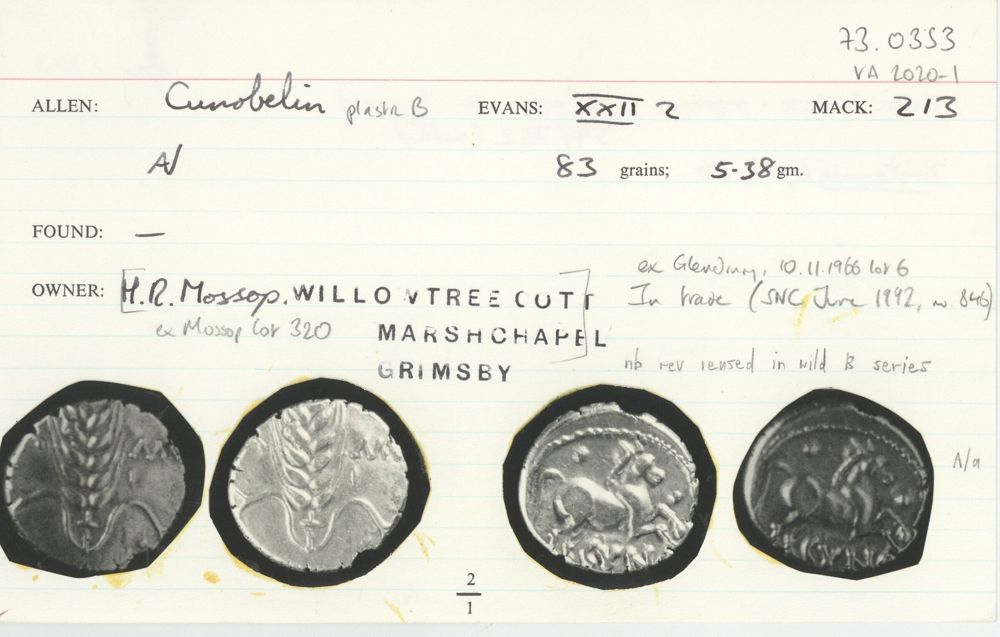 73.0353
VA 2020-1
ALLEN: Cunobelin plastr B EVANS: XXII 2 MACK: 213
A/ 83 grains; 5.38 gm.
FOUND: —
OWNER: [H.R. Mossop. WILLOWTREE COTT
ex Mossop lot 320
MARSHCHAPEL]
GRIMSBY
ex Glendining, 10.11.1966 lot 6
In trade (SNC June 1992, no. 846)
nb rev reused in wild B series
A/a
2
1